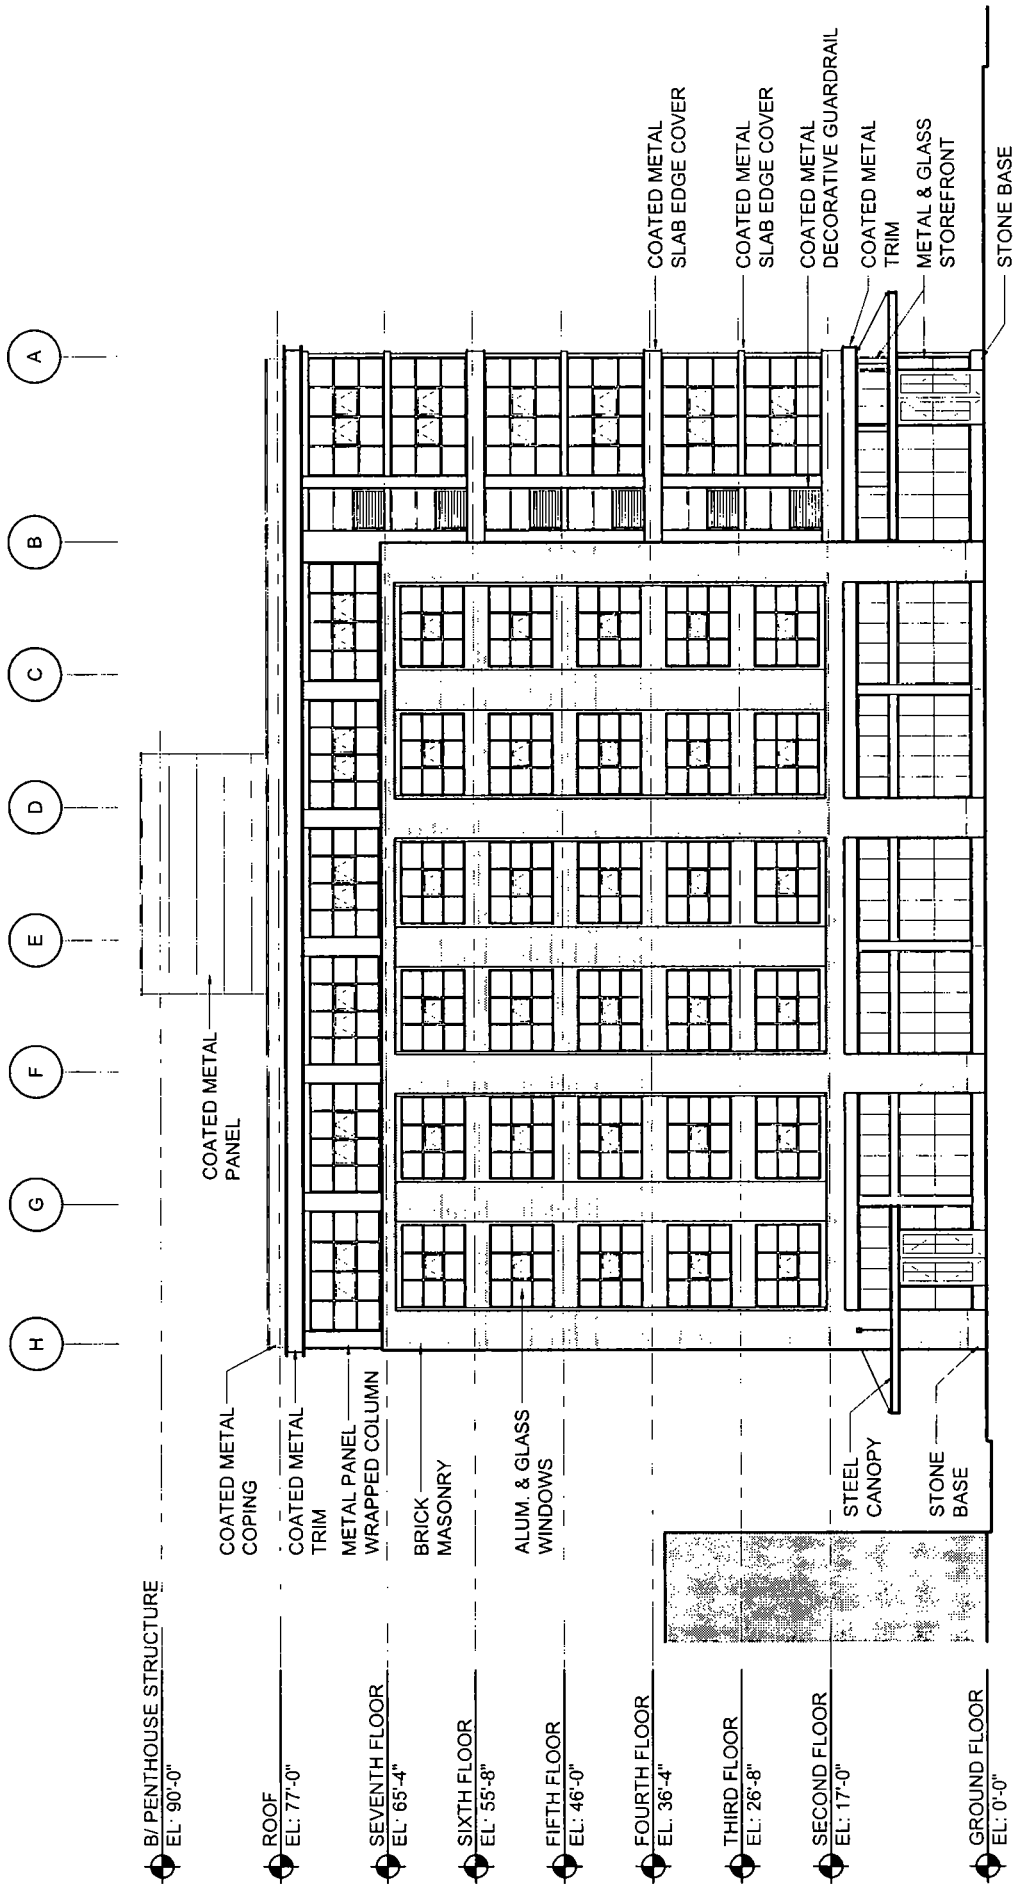 A
B
C
D
E
F
G
H
B/ PENTHOUSE STRUCTURE
EL: 90'-0"
ROOF
EL: 77'-0"
SEVENTH FLOOR
EL: 65'-4"
SIXTH FLOOR
EL: 55'-8"
FIFTH FLOOR
EL: 46'-0"
FOURTH FLOOR
EL. 36'-4"
THIRD FLOOR
EL: 26'-8"
SECOND FLOOR
EL: 17'-0"
GROUND FLOOR
EL: 0'-0"
COATED METAL
COPING
COATED METAL
TRIM
METAL PANEL
WRAPPED COLUMN
BRICK
MASONRY
ALUM. & GLASS
WINDOWS
STEEL
CANOPY
STONE
BASE
COATED METAL
PANEL
COATED METAL
SLAB EDGE COVER
COATED METAL
SLAB EDGE COVER
COATED METAL
DECORATIVE GUARDRAIL
COATED METAL
TRIM
METAL & GLASS
STOREFRONT
STONE BASE